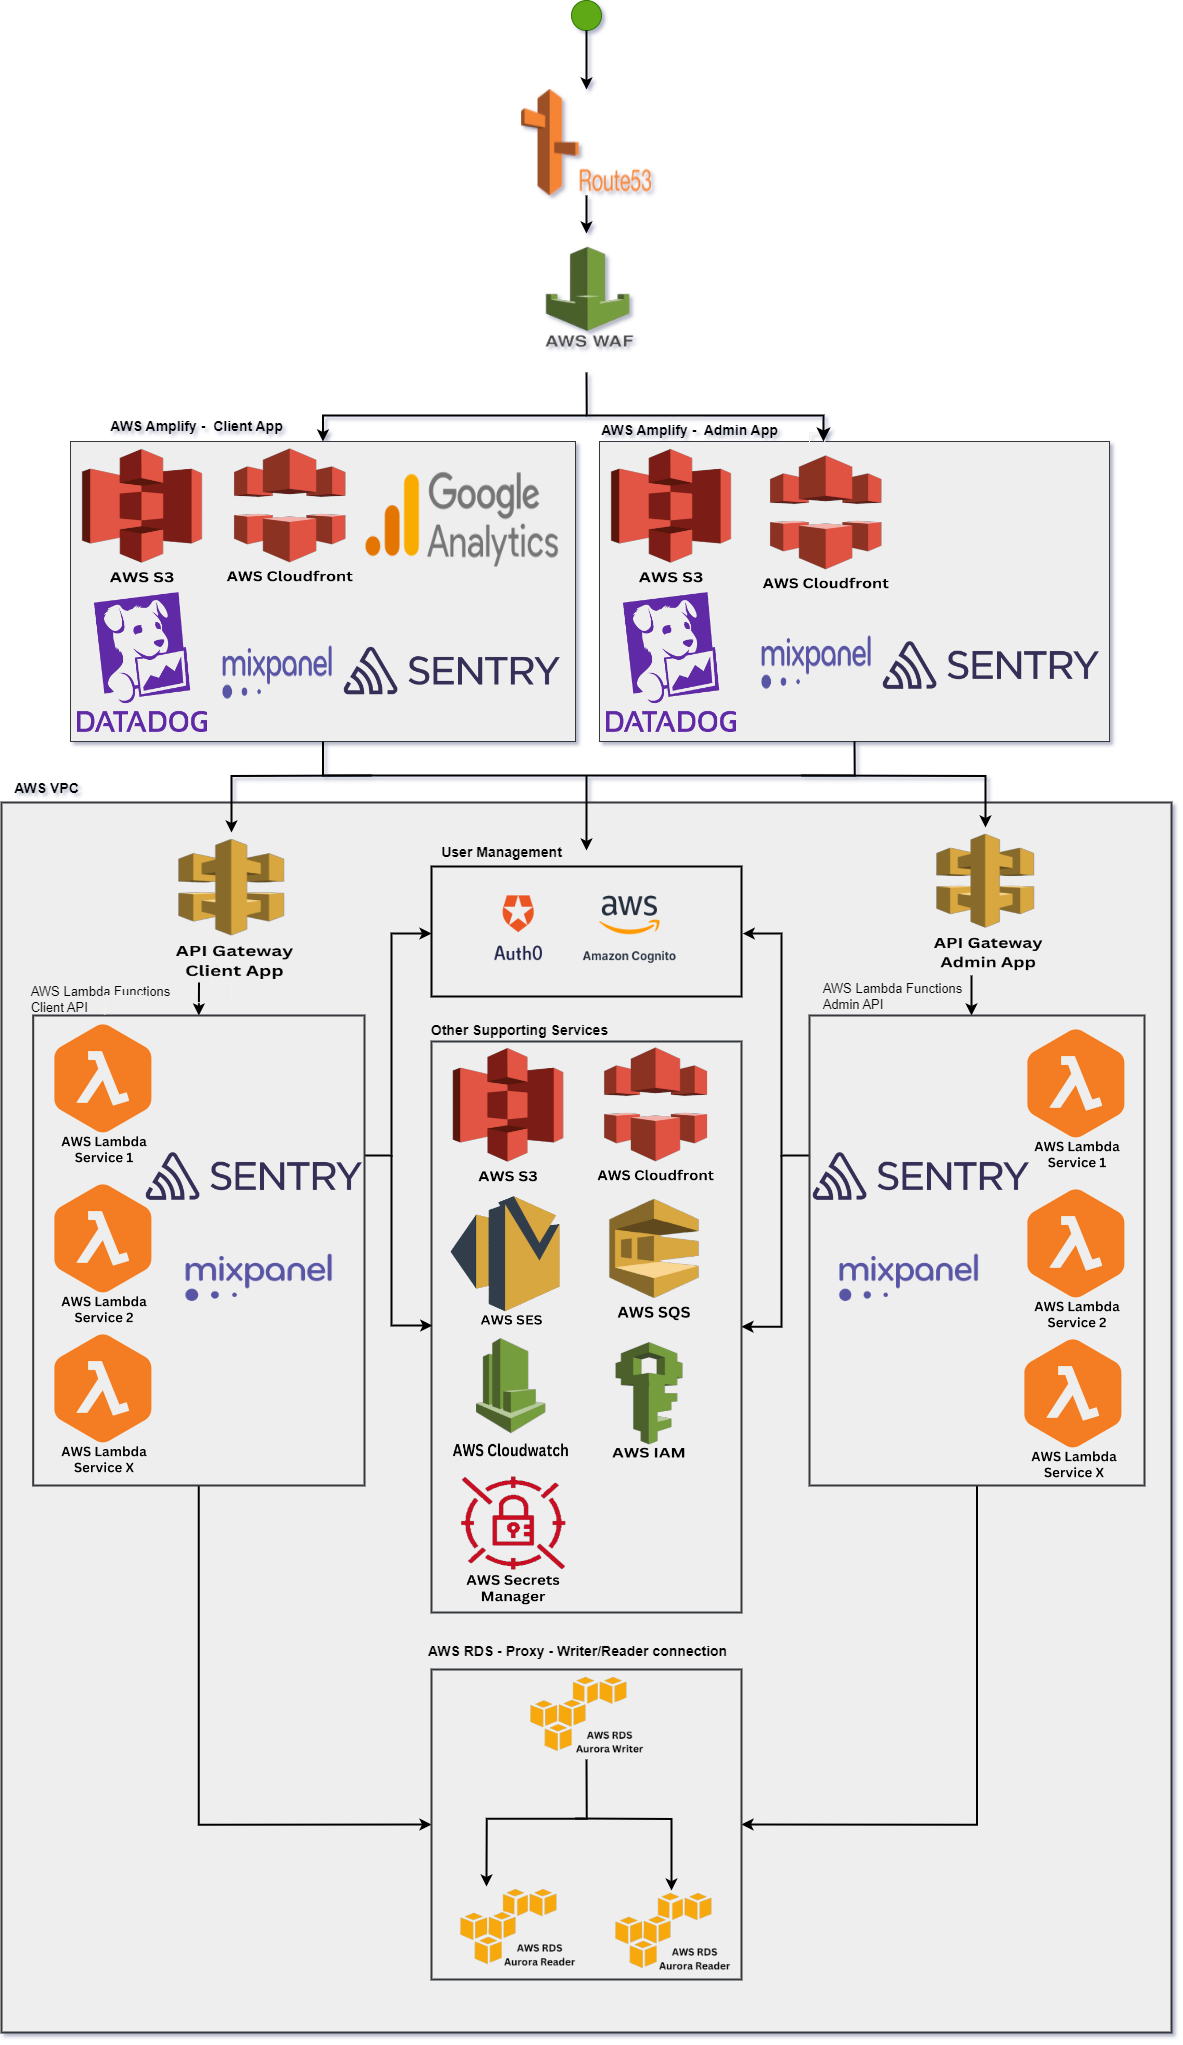 Route53
AWS WAF
AWS Amplify - Client App
AWS Amplify - Admin App
AWS S3
AWS Cloudfront
Google
Analytics
DATADOG
mixpanel
SENTRY
AWS S3
AWS Cloudfront
DATADOG
mixpanel
SENTRY
AWS VPC
API Gateway
Client App
User Management
Auth0
aws
Amazon Cognito
API Gateway
Admin App
AWS Lambda Functions
Client API
AWS Lambda
Service 1
SENTRY
AWS Lambda
Service 2
mixpanel
AWS Lambda
Service X
Other Supporting Services
AWS S3
AWS Cloudfront
AWS SES
AWS SQS
AWS Cloudwatch
AWS IAM
AWS Secrets
Manager
AWS Lambda Functions
Admin API
AWS Lambda
Service 1
SENTRY
AWS Lambda
Service 2
mixpanel
AWS Lambda
Service X
AWS RDS - Proxy - Writer/Reader connection
AWS RDS
Aurora Writer
AWS RDS
Aurora Reader
AWS RDS
Aurora Reader